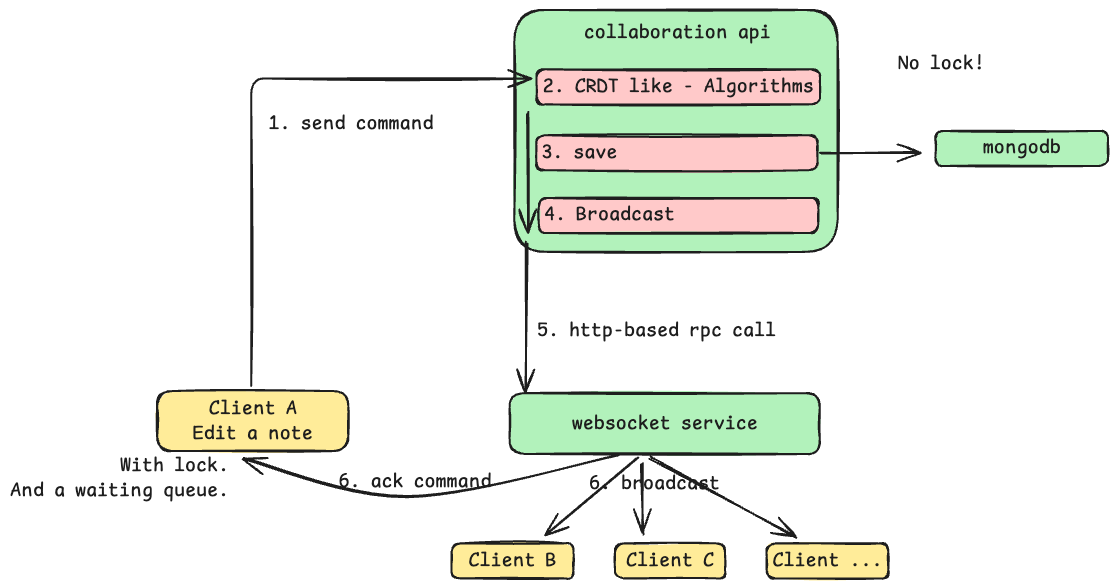 collaboration api
No lock!
2. CRDT like - Algorithms
1. send command
3. save
mongodb
4. Broadcast
5. http-based rpc call
Client A
Edit a note
websocket service
With lock.
And a waiting queue.
6. ack command
6. broadcast
Client B
Client C
Client ...